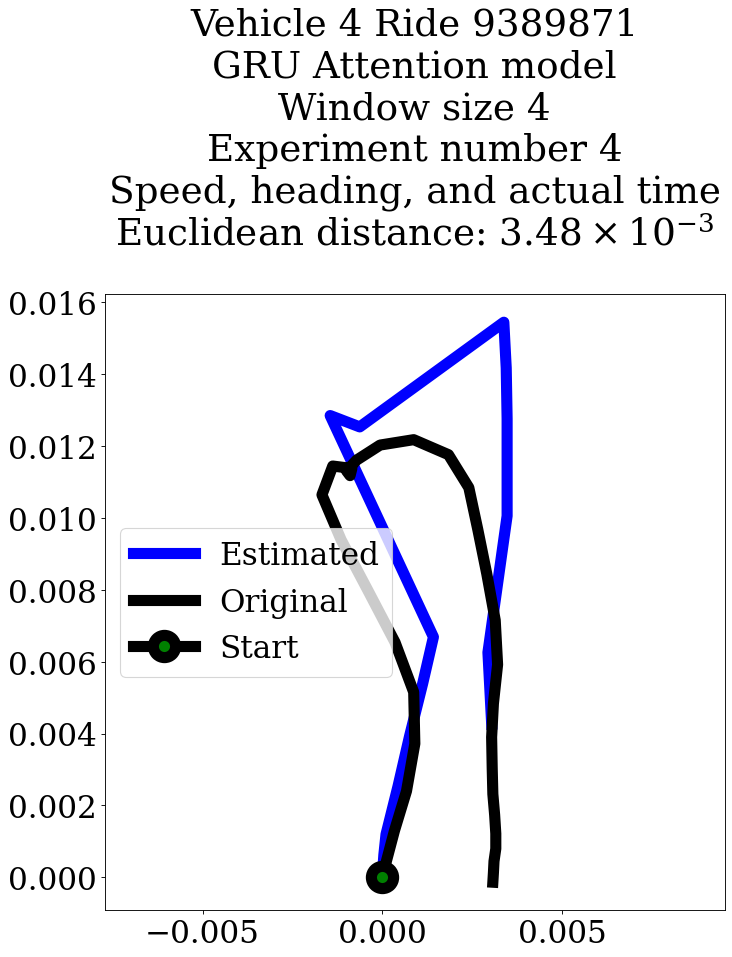 Vehicle 4 Ride 9389871
GRU Attention model
Window size 4
Experiment number 4
Speed, heading, and actual time
Euclidean distance: 3.48 × 10⁻³
0.016
0.014
0.012
0.010
0.008
0.006
0.004
0.002
0.000
Estimated
Original
Start
−0.005
0.000
0.005